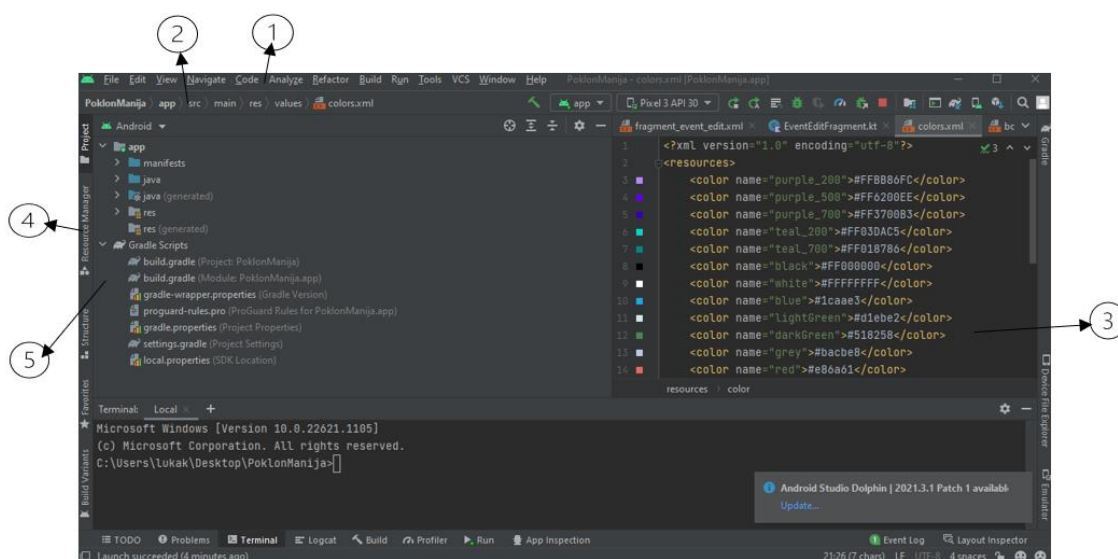 2 1
File Edit View Navigate Code Analyze Refactor Build Run Tools VCS Window Help PoklonManija - colors.xml [PoklonManija.app]
PoklonManija app src main res values colors.xml app Pixel 3 API 30
Project
Android
fragment_event_edit.xml EventEditFragment.kt colors.xml bc
Gradle
app
manifests
java
java (generated)
res
res (generated)
Gradle Scripts
build.gradle (Project: PoklonManija)
build.gradle (Module: PoklonManija.app)
gradle-wrapper.properties (Gradle Version)
proguard-rules.pro (ProGuard Rules for PoklonManija.app)
gradle.properties (Project Properties)
settings.gradle (Project Settings)
local.properties (SDK Location)
4
Resource Manager
5
Structure
Favorites
Build Variants
3
1 <?xml version="1.0" encoding="utf-8"?>
2 <resources>
3 <color name="purple_200">#FFBB86FC</color>
4 <color name="purple_500">#FF6200EE</color>
5 <color name="purple_700">#FF3700B3</color>
6 <color name="teal_200">#FF03DAC5</color>
7 <color name="teal_700">#FF018786</color>
8 <color name="black">#FF000000</color>
9 <color name="white">#FFFFFFFF</color>
10 <color name="blue">#1caae3</color>
11 <color name="lightGreen">#d1ebe2</color>
12 <color name="darkGreen">#518258</color>
13 <color name="grey">#bacbe8</color>
14 <color name="red">#e86a61</color>
resources color
3
Device File Explorer
Emulator
Terminal: Local
Microsoft Windows [Version 10.0.22621.1105]
(c) Microsoft Corporation. All rights reserved.
C:\Users\lukak\Desktop\PoklonManija>
Android Studio Dolphin | 2021.3.1 Patch 1 availabl
Update...
TODO Problems Terminal Logcat Build Profiler Run App Inspection 1 Event Log Layout Inspector
Launch succeeded (4 minutes ago) 21:26 (7 chars) LF UTF-8 4 spaces